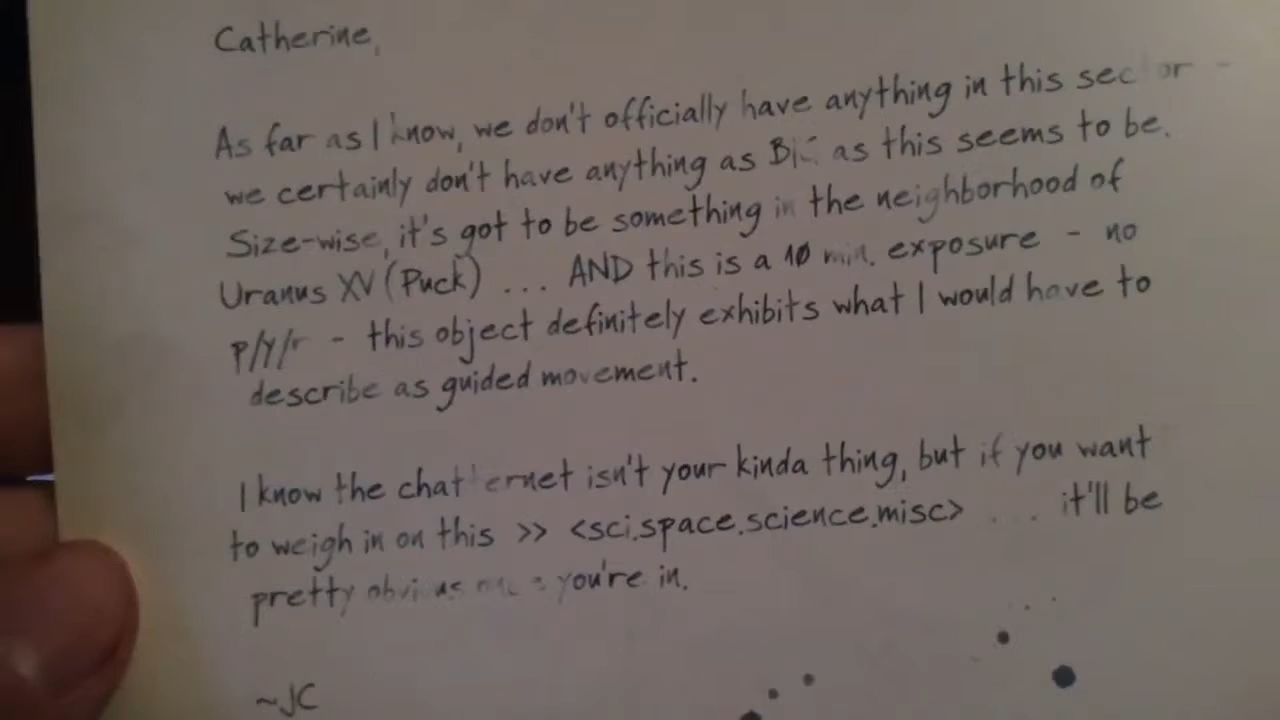 Catherine,
As far as I know, we don't officially have anything in this sector -
we certainly don't have anything as BIG as this seems to be.
Size-wise, it's got to be something in the neighborhood of
Uranus XV (Puck) ... AND this is a 10 min. exposure - no
p/y/r - this object definitely exhibits what I would have to
describe as guided movement.
I know the chatternet isn't your kinda thing, but if you want
to weigh in on this >> <sci.space.science.misc> ... it'll be
pretty obvious once you're in.
~JC